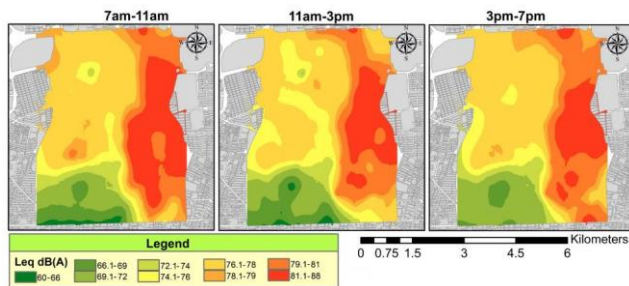 7am-11am
11am-3pm
3pm-7pm
Legend
Leq dB(A)
60-66
66.1-69
69.1-72
72.1-74
74.1-76
76.1-78
78.1-79
79.1-81
81.1-88
Kilometers
0 0.75 1.5 3 4.5 6